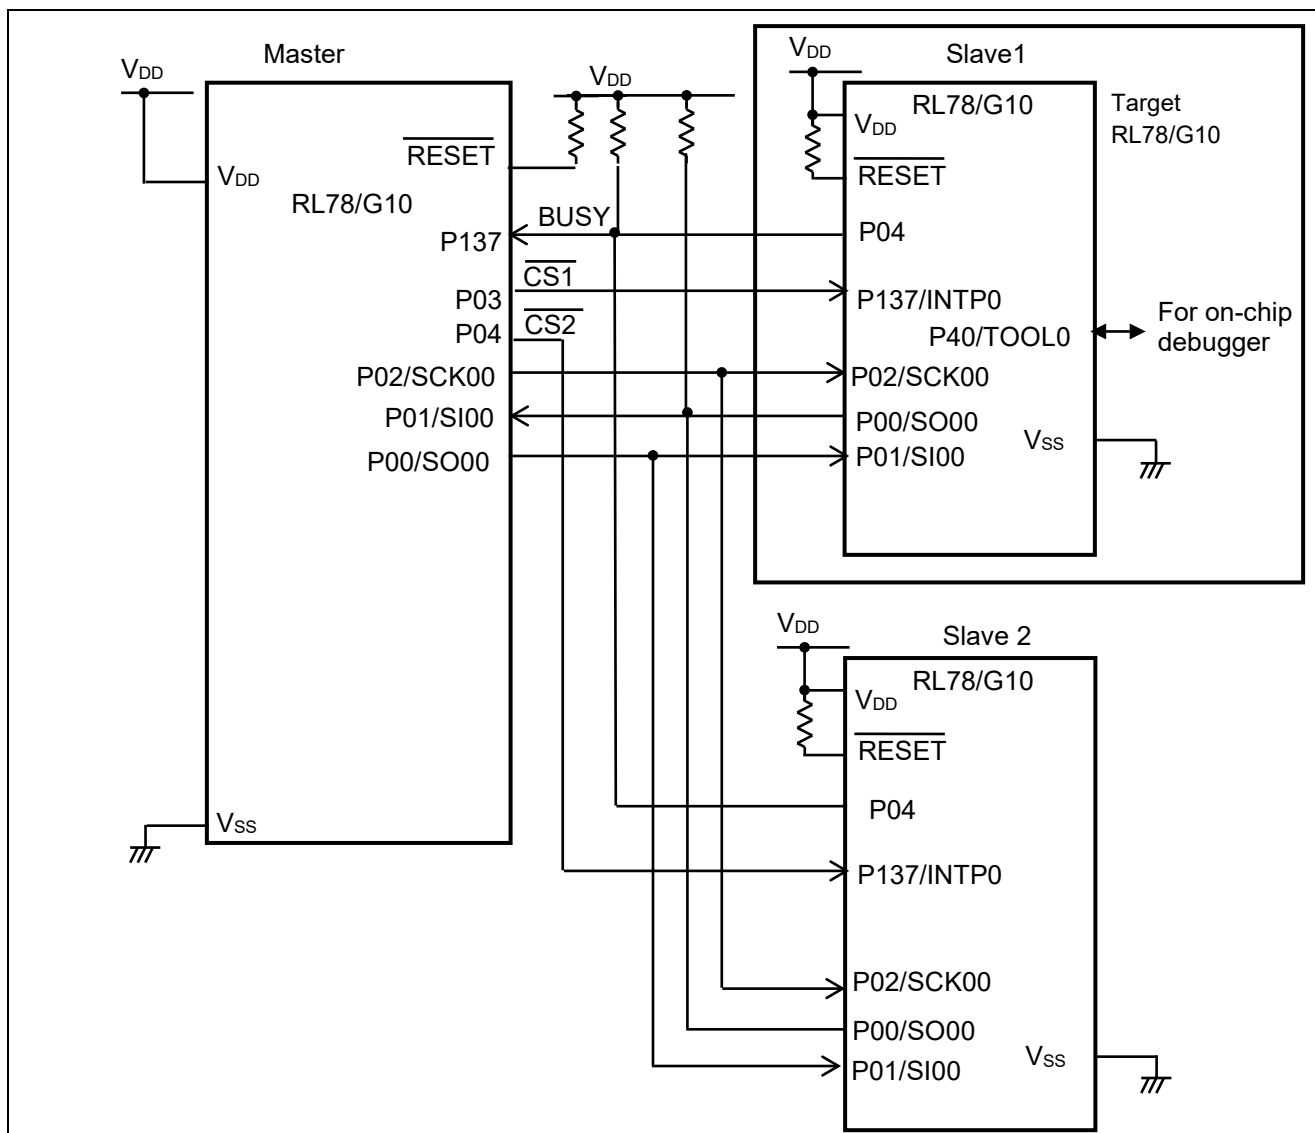 Master
VDD
VDD
RL78/G10
RESET
P137
P03
P04
P02/SCK00
P01/SI00
P00/SO00
VSS
VDD
BUSY
CS1
CS2
Slave1
VDD
RL78/G10
VDD
RESET
P04
P137/INTP0
P40/TOOL0
P02/SCK00
P00/SO00
P01/SI00
VSS
Target
RL78/G10
For on-chip
debugger
Slave 2
VDD
RL78/G10
VDD
RESET
P04
P137/INTP0
P02/SCK00
P00/SO00
P01/SI00
VSS